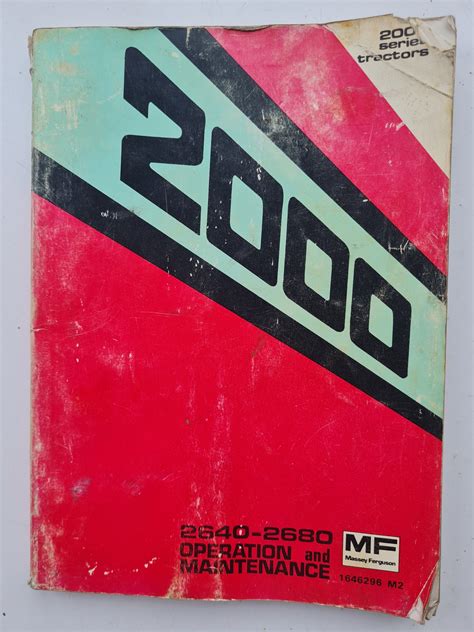 200
series
tractors
2000
2640-2680
OPERATION and
MAINTENANCE
MF
Massey Ferguson
1646296 M2